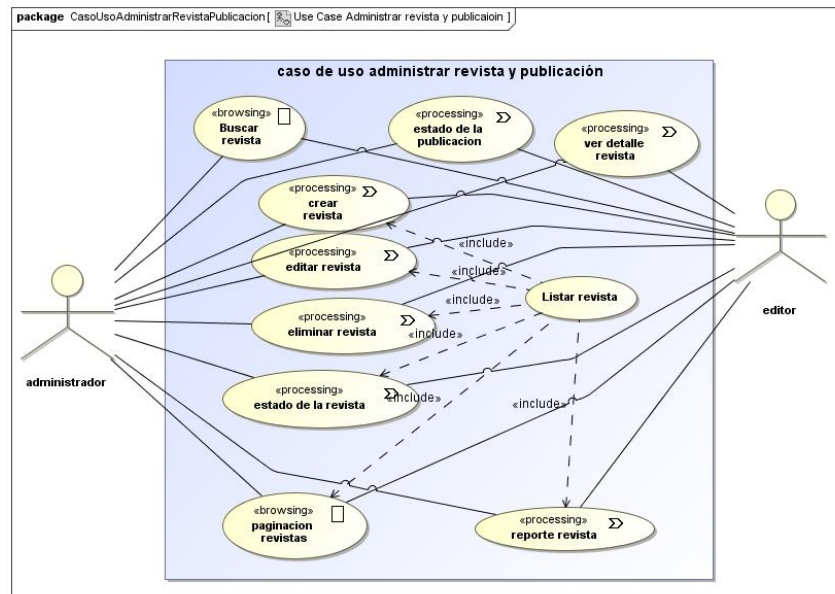 package CasoUsoAdministrarRevistaPublicacion [ Use Case Administrar revista y publicaioin ]
caso de uso administrar revista y publicación
«browsing»
Buscar
revista
«processing»
estado de la
publicacion
«processing»
ver detalle
revista
«processing»
crear
revista
«include»
«processing»
editar revista
«include»
Listar revista
«include»
«processing»
eliminar revista
«include»
administrador
editor
«processing»
estado de la revista
«include»
«include»
«browsing»
paginacion
revistas
«processing»
reporte revista